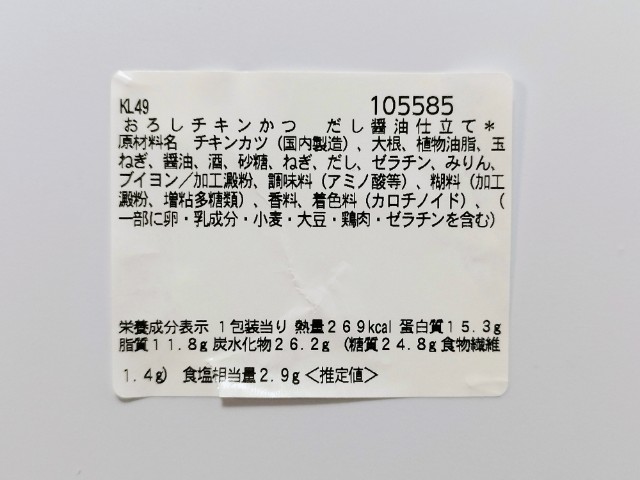 KL49 105585
おろしチキンかつ だし醤油仕立て＊
原材料名 チキンカツ（国内製造）、大根、植物油脂、玉
ねぎ、醤油、酒、砂糖、ねぎ、だし、ゼラチン、みりん、
ブイヨン／加工澱粉、調味料（アミノ酸等）、糊料（加工
澱粉、増粘多糖類）、香料、着色料（カロチノイド）、（
一部に卵・乳成分・小麦・大豆・鶏肉・ゼラチンを含む）
栄養成分表示 １包装当り 熱量２６９kcal 蛋白質１５．３g
脂質１１．８g 炭水化物２６．２g（糖質２４．８g 食物繊維
１．４g） 食塩相当量２．９g＜推定値＞